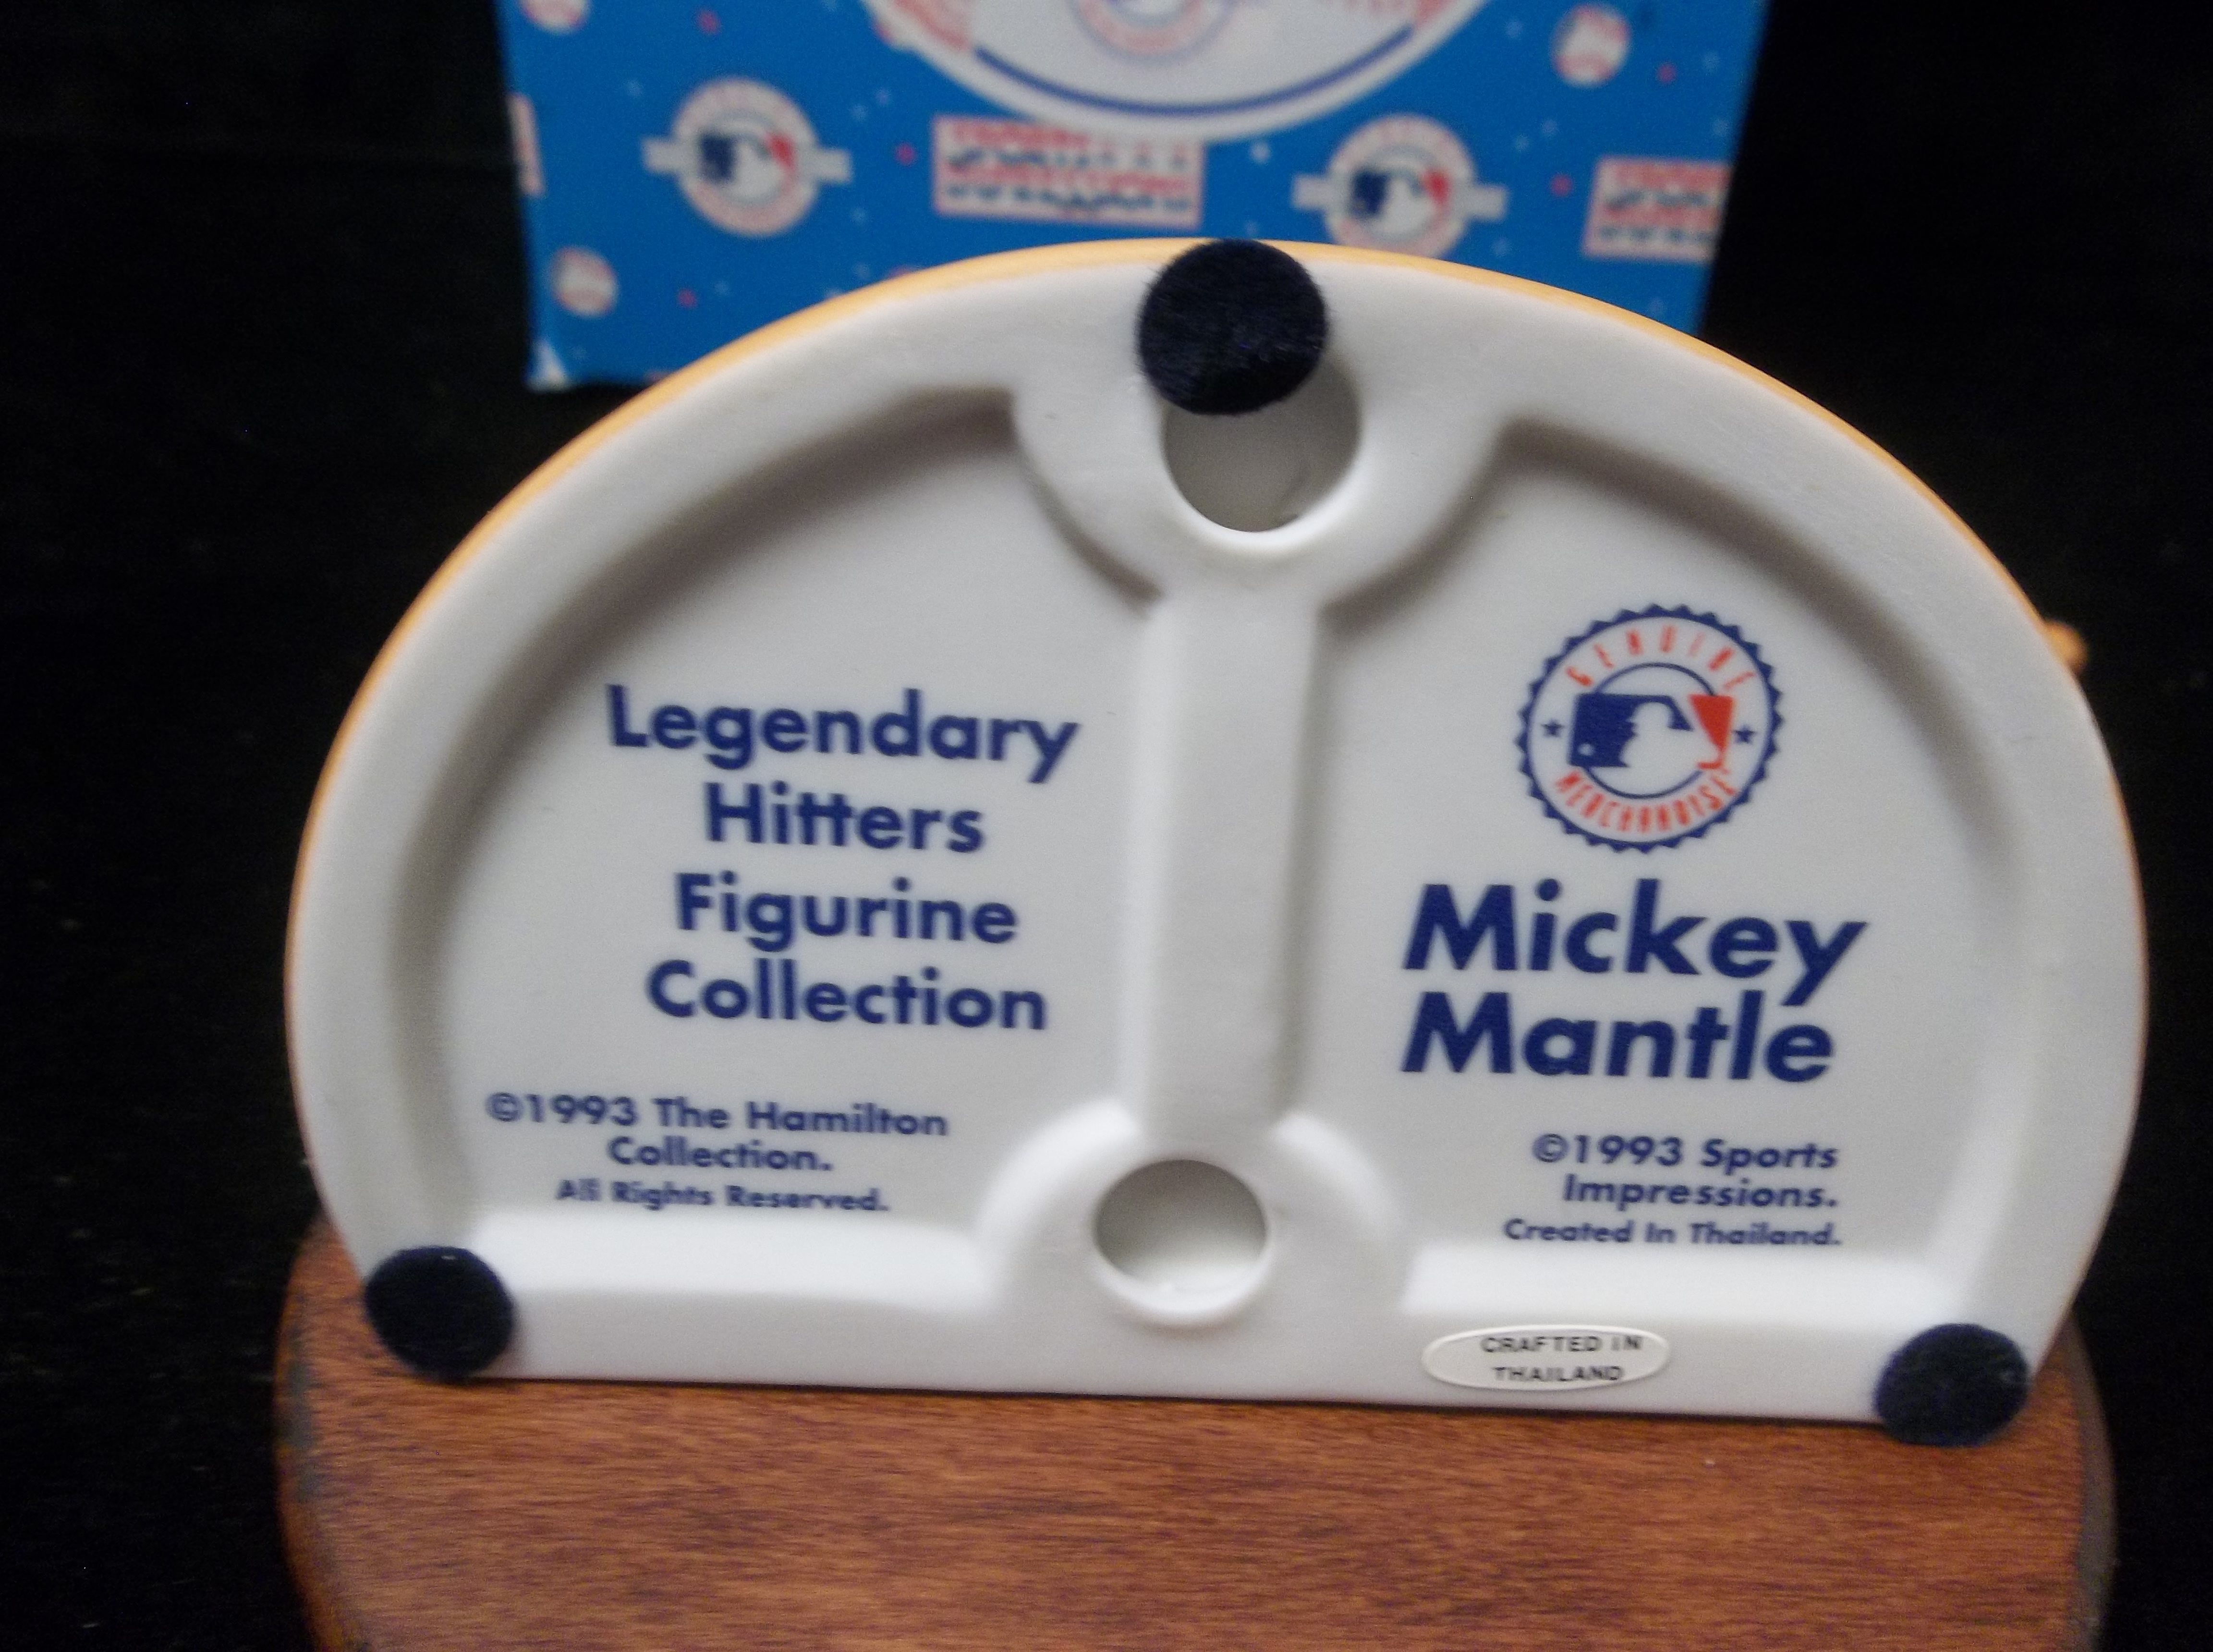 Legendary
Hitters
Figurine
Collection
©1993 The Hamilton
Collection.
All Rights Reserved.
GENUINE
MERCHANDISE
Mickey
Mantle
©1993 Sports
Impressions.
Created In Thailand.
CRAFTED IN
THAILAND